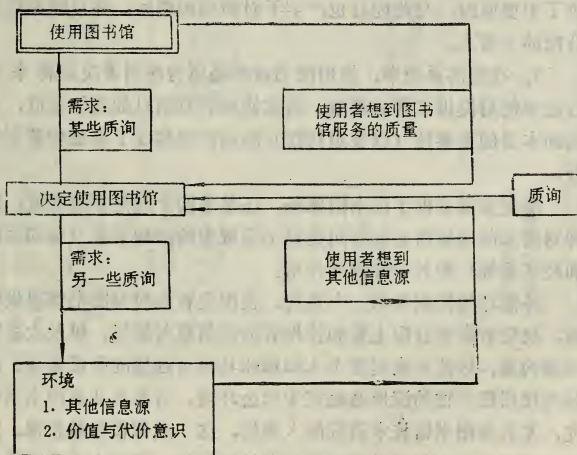 使用图书馆
需求：
某些质询
使用者想到图书
馆服务的质量
决定使用图书馆
质询
需求：
另一些质询
使用者想到
其他信息源
环境
1. 其他信息源
2. 价值与代价意识